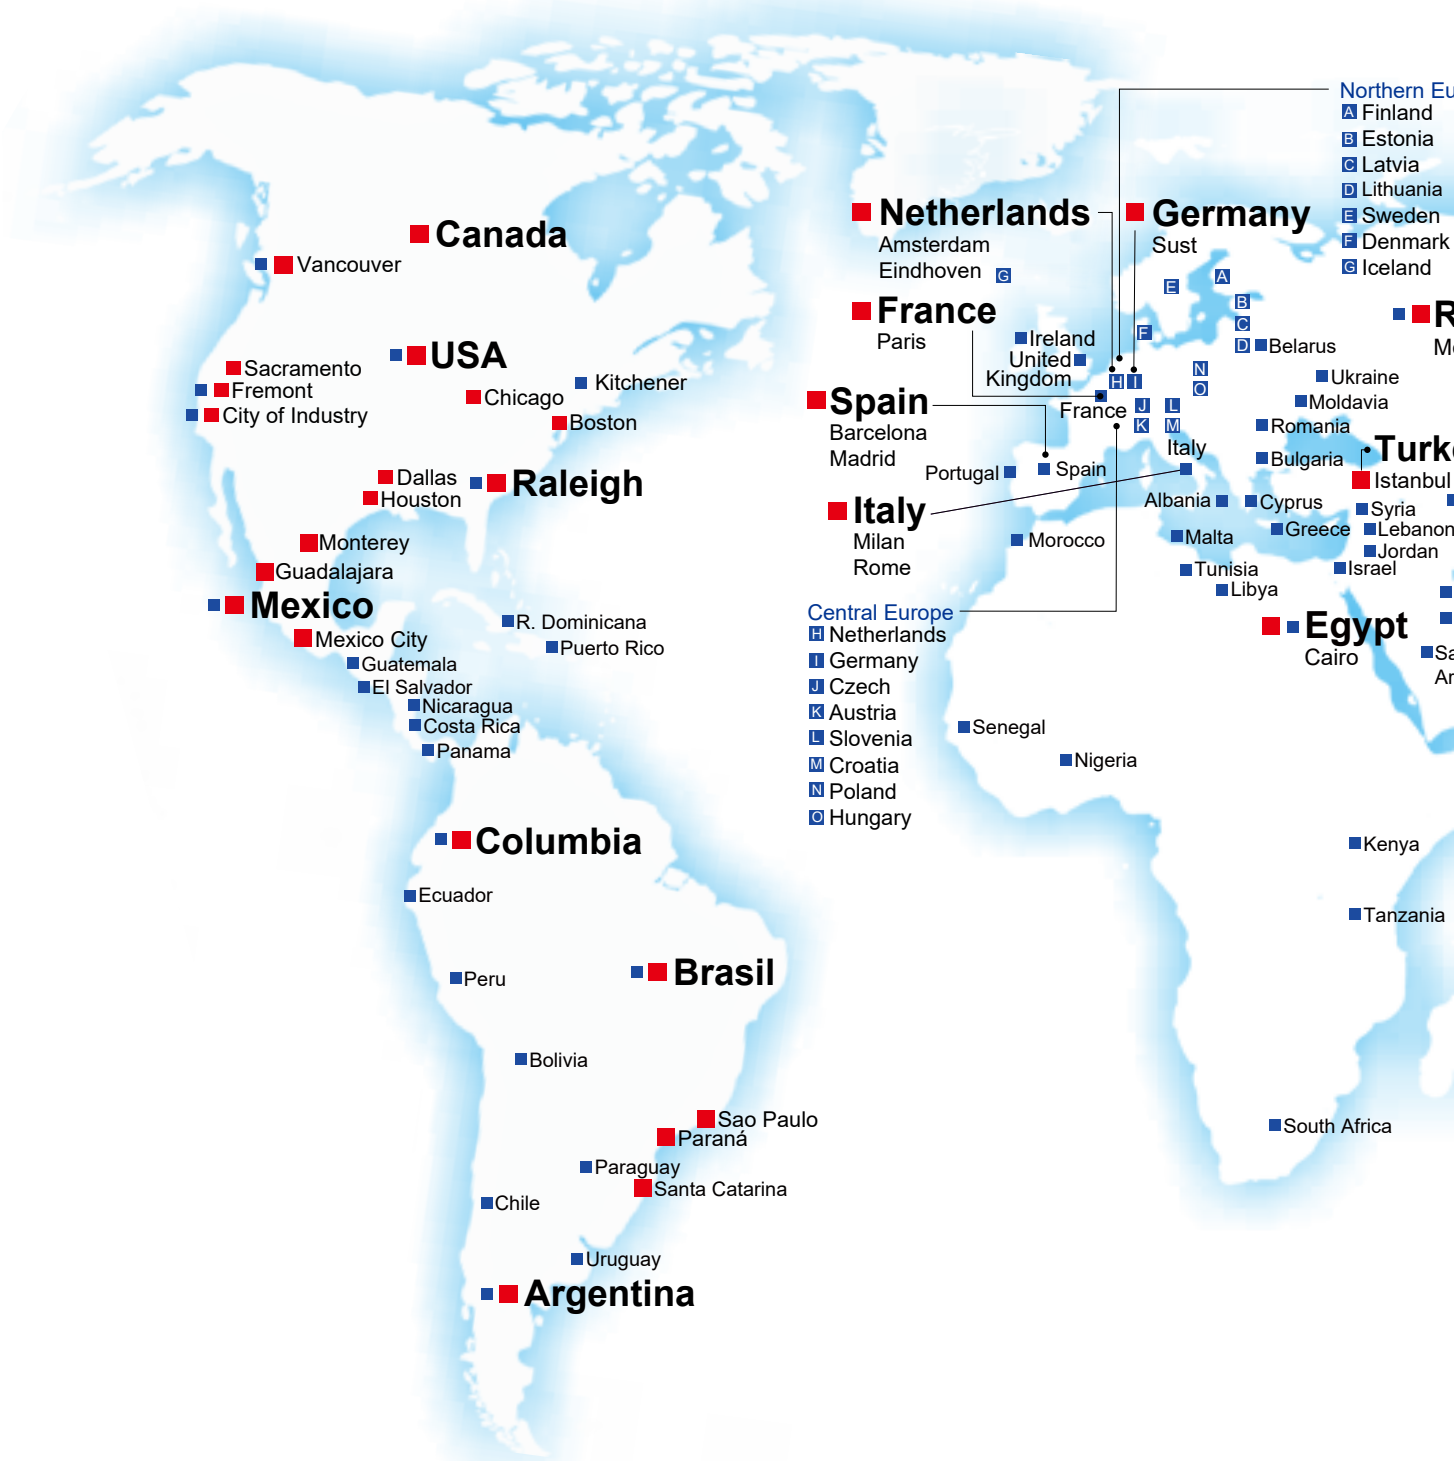 Canada
Vancouver
USA
Sacramento
Fremont
City of Industry
Chicago
Kitchener
Boston
Dallas
Houston
Raleigh
Monterey
Guadalajara
Mexico
Mexico City
R. Dominicana
Puerto Rico
Guatemala
El Salvador
Nicaragua
Costa Rica
Panama
Columbia
Ecuador
Peru
Brasil
Bolivia
Sao Paulo
Paraná
Paraguay
Santa Catarina
Chile
Uruguay
Argentina
Netherlands
Amsterdam
Eindhoven
France
Paris
Spain
Barcelona
Madrid
Italy
Milan
Rome
Germany
Sust
Northern Eu
A Finland
B Estonia
C Latvia
D Lithuania
E Sweden
F Denmark
G Iceland
G
E
A
B
C
D
F
N
O
H
I
J
L
K
M
Ireland
United
Kingdom
France
Portugal
Spain
Italy
Morocco
Belarus
Ukraine
Moldavia
Romania
Bulgaria
Albania
Cyprus
Malta
Greece
Tunisia
Libya
R
Mo
Turk
Istanbul
Syria
Lebanon
Jordan
Israel
Egypt
Cairo
Sa
Ar
Central Europe
H Netherlands
I Germany
J Czech
K Austria
L Slovenia
M Croatia
N Poland
O Hungary
Senegal
Nigeria
Kenya
Tanzania
South Africa